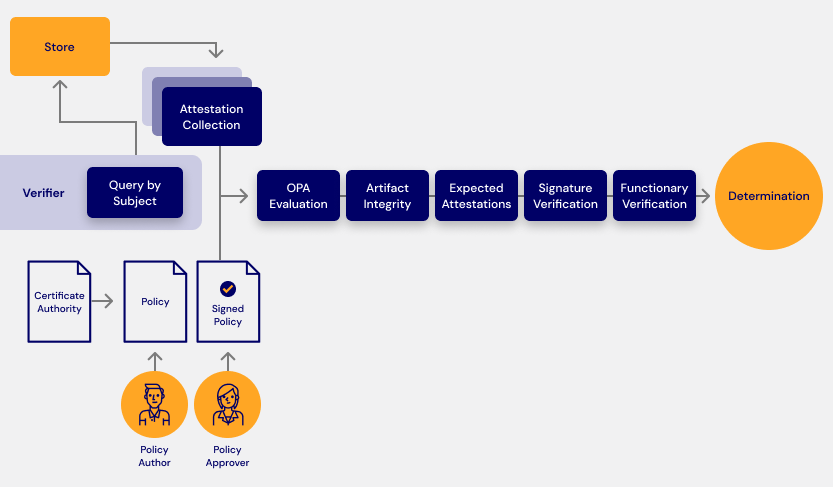 Store
Attestation
Collection
Verifier
Query by
Subject
OPA
Evaluation
Artifact
Integrity
Expected
Attestations
Signature
Verification
Functionary
Verification
Determination
Certificate
Authority
Policy
Signed
Policy
Policy
Author
Policy
Approver